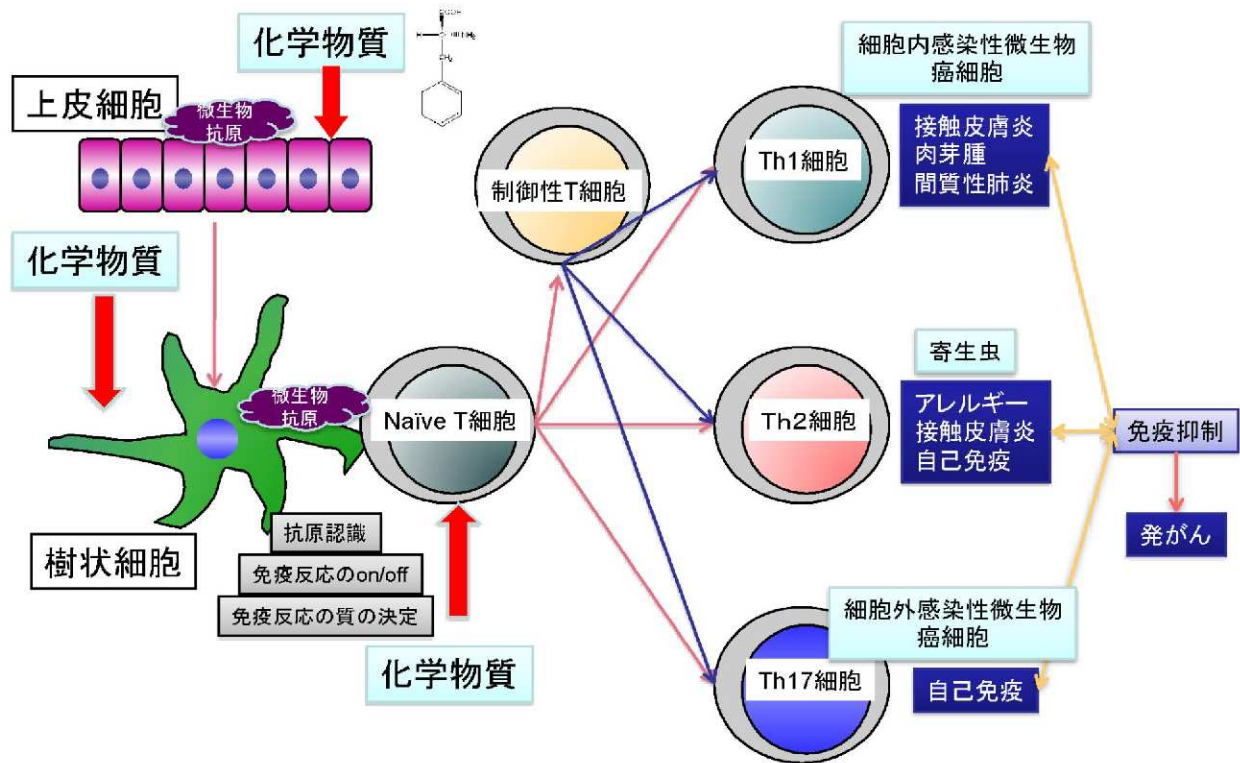 化学物質
COOH
H
C
NH2
CH2
上皮細胞
微生物
抗原
化学物質
樹状細胞
微生物
抗原
抗原認識
免疫反応のon/off
免疫反応の質の決定
Naïve T細胞
化学物質
制御性T細胞
細胞内感染性微生物
癌細胞
Th1細胞
接触皮膚炎
肉芽腫
間質性肺炎
寄生虫
Th2細胞
アレルギー
接触皮膚炎
自己免疫
細胞外感染性微生物
癌細胞
Th17細胞
自己免疫
免疫抑制
発がん